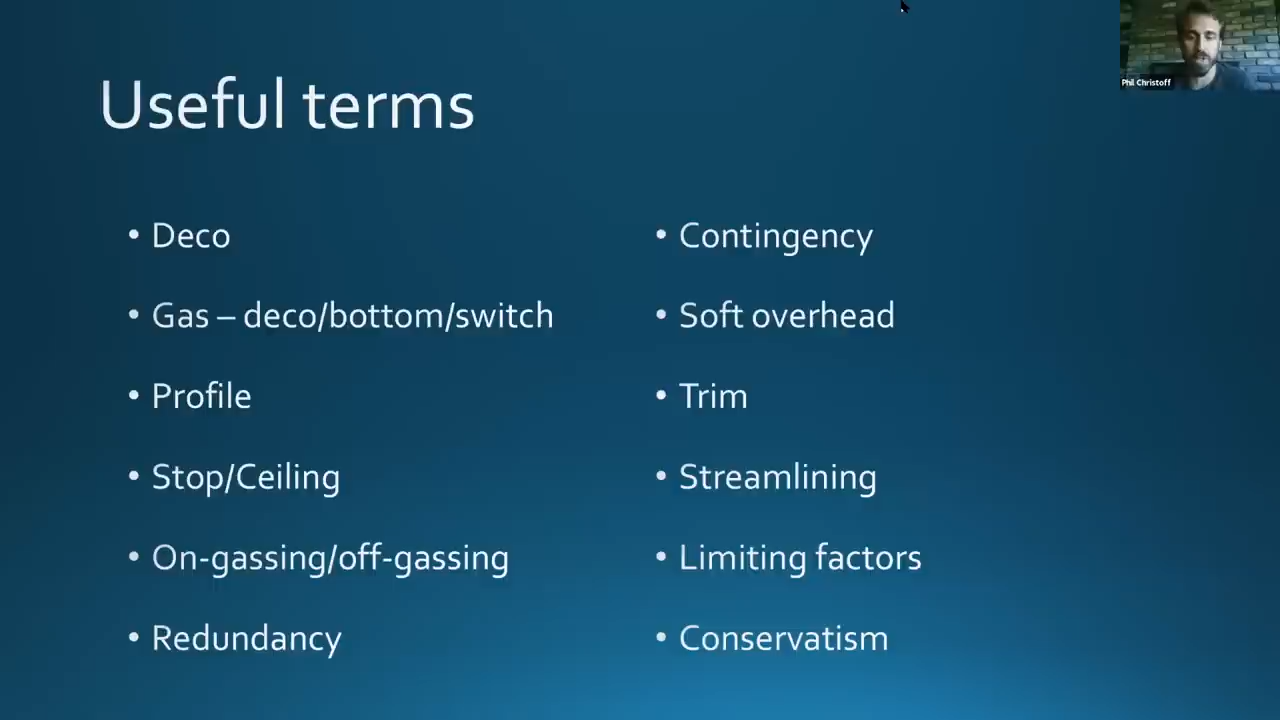 Phil Christoff
Useful terms
• Deco
• Gas – deco/bottom/switch
• Profile
• Stop/Ceiling
• On-gassing/off-gassing
• Redundancy
• Contingency
• Soft overhead
• Trim
• Streamlining
• Limiting factors
• Conservatism